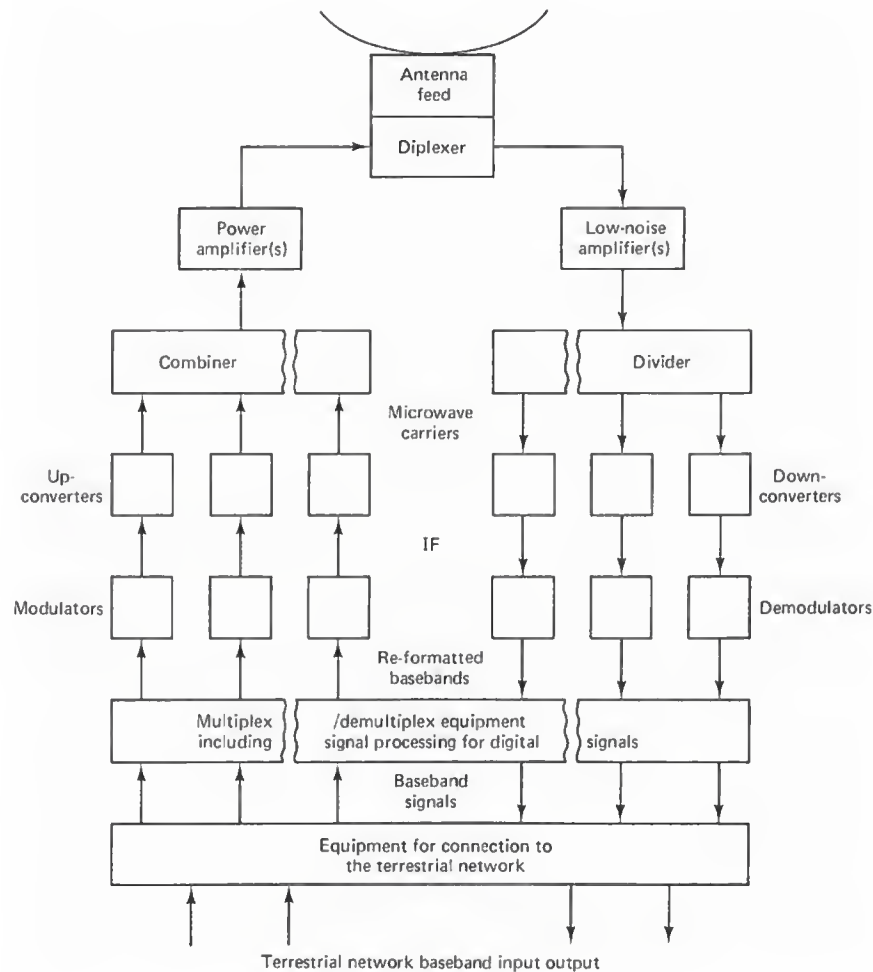 Antenna
feed
Diplexer
Power
amplifier(s)
Low-noise
amplifier(s)
Combiner
Divider
Microwave
carriers
Up-
converters
Down-
converters
IF
Modulators
Demodulators
Re-formatted
basebands
Multiplex /demultiplex equipment
including signal processing for digital signals
Baseband
signals
Equipment for connection to
the terrestrial network
Terrestrial network baseband input output